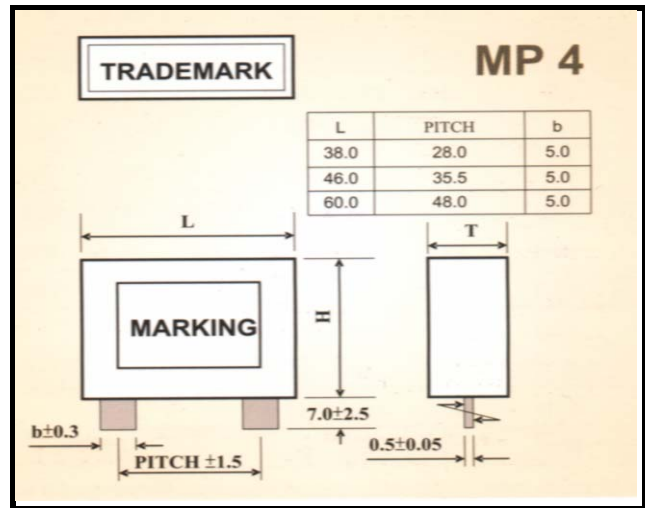 TRADEMARK
MP 4
L PITCH b
38.0 28.0 5.0
46.0 35.5 5.0
60.0 48.0 5.0
L
T
MARKING
H
7.0±2.5
b±0.3
0.5±0.05
PITCH ±1.5